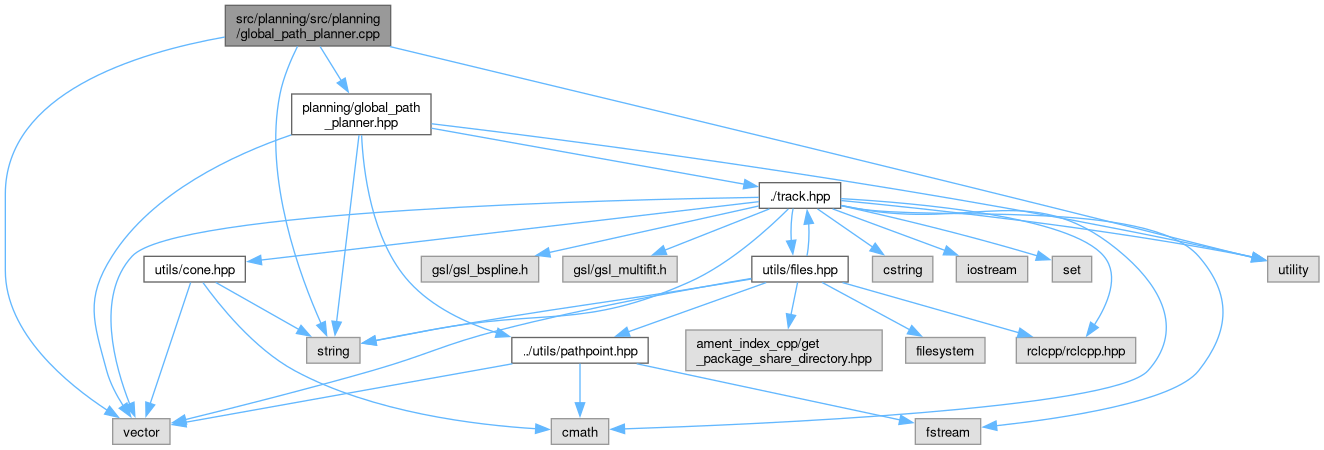 src/planning/src/planning
/global_path_planner.cpp
planning/global_path
_planner.hpp
./track.hpp
utils/cone.hpp
gsl/gsl_bspline.h
gsl/gsl_multifit.h
utils/files.hpp
cstring
iostream
set
utility
string
../utils/pathpoint.hpp
ament_index_cpp/get
_package_share_directory.hpp
filesystem
rclcpp/rclcpp.hpp
vector
cmath
fstream